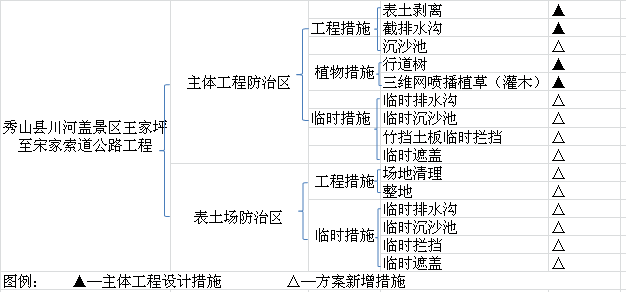 表土剥离 ▲
工程措施
截排水沟 ▲
沉沙池 △
行道树 ▲
植物措施
三维网喷播植草（灌木） ▲
主体工程防治区
临时排水沟 △
临时措施
临时沉沙池 △
竹挡土板临时拦挡 △
临时遮盖 △
秀山县川河盖景区王家坪
至宋家索道公路工程
场地清理 △
工程措施
整地 △
表土场防治区
临时排水沟 △
临时沉沙池 △
临时措施
临时拦挡 △
临时遮盖 △
图例： ▲—主体工程设计措施 △—方案新增措施